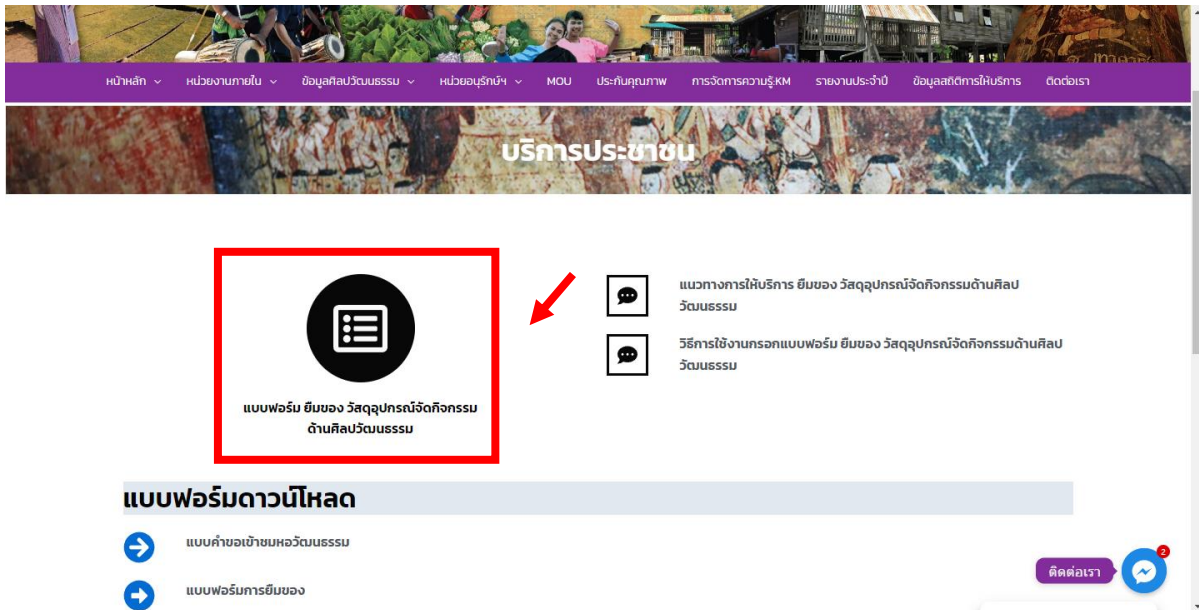 หน้าหลัก หน่วยงานภายใน ข้อมูลศิลปวัฒนธรรม หน่วยอนุรักษ์ฯ MOU ประกันคุณภาพ การจัดการความรู้:KM รายงานประจำปี ข้อมูลสถิติการให้บริการ ติดต่อเรา
บริการประชาชน
แบบฟอร์ม ยืมของ วัสดุอุปกรณ์จัดกิจกรรม
ด้านศิลปวัฒนธรรม
แนวทางการให้บริการ ยืมของ วัสดุอุปกรณ์จัดกิจกรรมด้านศิลป
วัฒนธรรม
วิธีการใช้งานกรอกแบบฟอร์ม ยืมของ วัสดุอุปกรณ์จัดกิจกรรมด้านศิลป
วัฒนธรรม
แบบฟอร์มดาวน์โหลด
แบบคำขอเข้าชมหอวัฒนธรรม
แบบฟอร์มการยืมของ
ติดต่อเรา
2